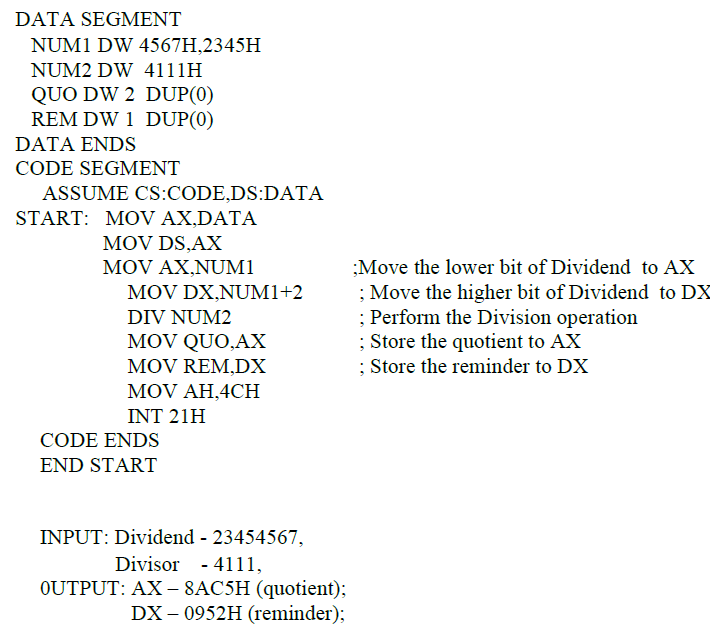 DATA SEGMENT
NUM1 DW 4567H,2345H
NUM2 DW 4111H
QUO DW 2 DUP(0)
REM DW 1 DUP(0)
DATA ENDS
CODE SEGMENT
ASSUME CS:CODE,DS:DATA
START: MOV AX,DATA
MOV DS,AX
MOV AX,NUM1 ;Move the lower bit of Dividend to AX
MOV DX,NUM1+2 ; Move the higher bit of Dividend to DX
DIV NUM2 ; Perform the Division operation
MOV QUO,AX ; Store the quotient to AX
MOV REM,DX ; Store the reminder to DX
MOV AH,4CH
INT 21H
CODE ENDS
END START
INPUT: Dividend - 23454567,
Divisor - 4111,
0UTPUT: AX – 8AC5H (quotient);
DX – 0952H (reminder);